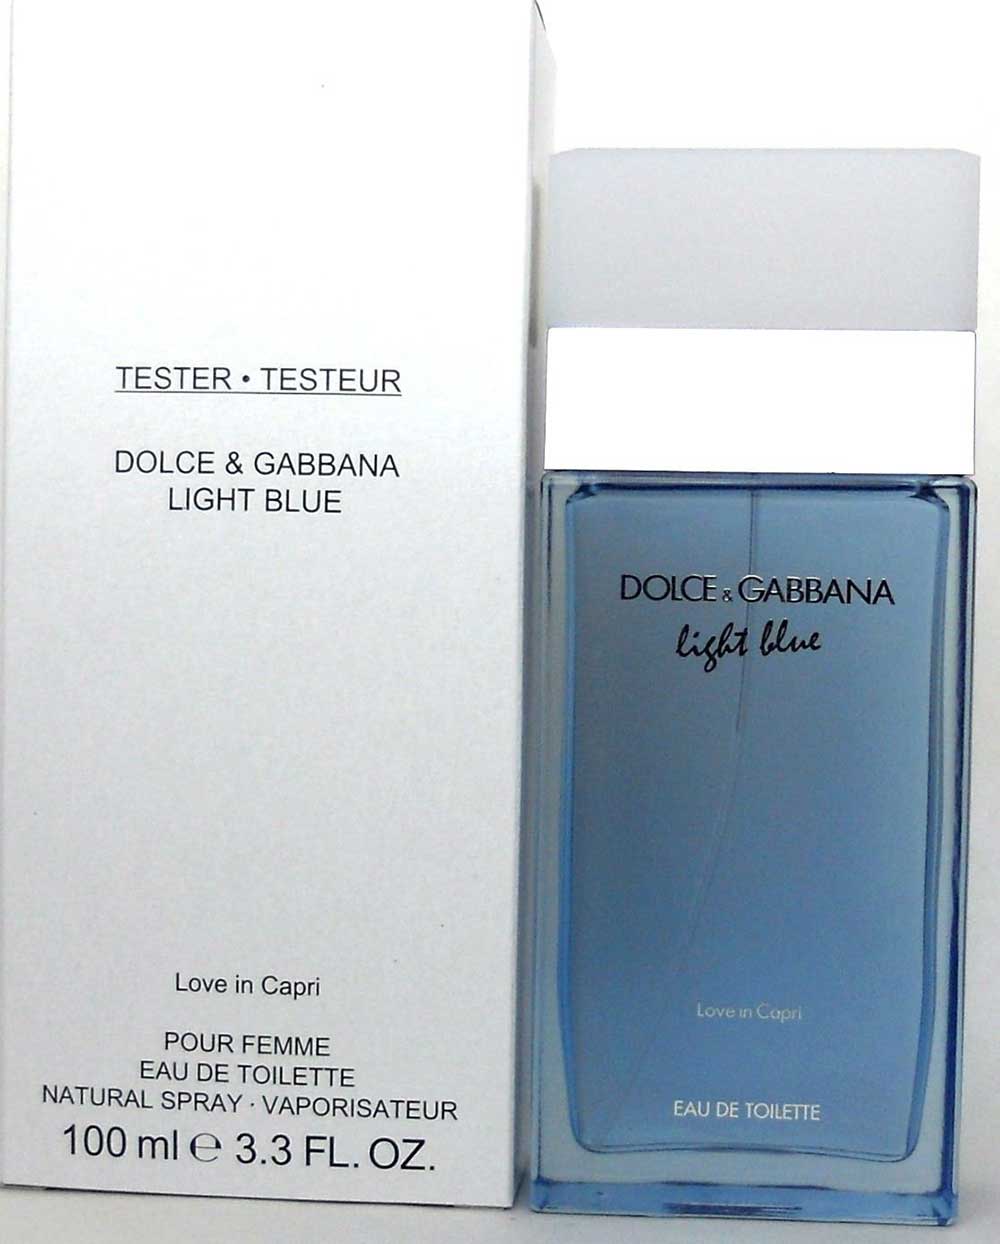 TESTER • TESTEUR
DOLCE & GABBANA
LIGHT BLUE
Love in Capri
POUR FEMME
EAU DE TOILETTE
NATURAL SPRAY · VAPORISATEUR
100 ml ℮ 3.3 FL. OZ.
DOLCE & GABBANA
light blue
Love in Capri
EAU DE TOILETTE